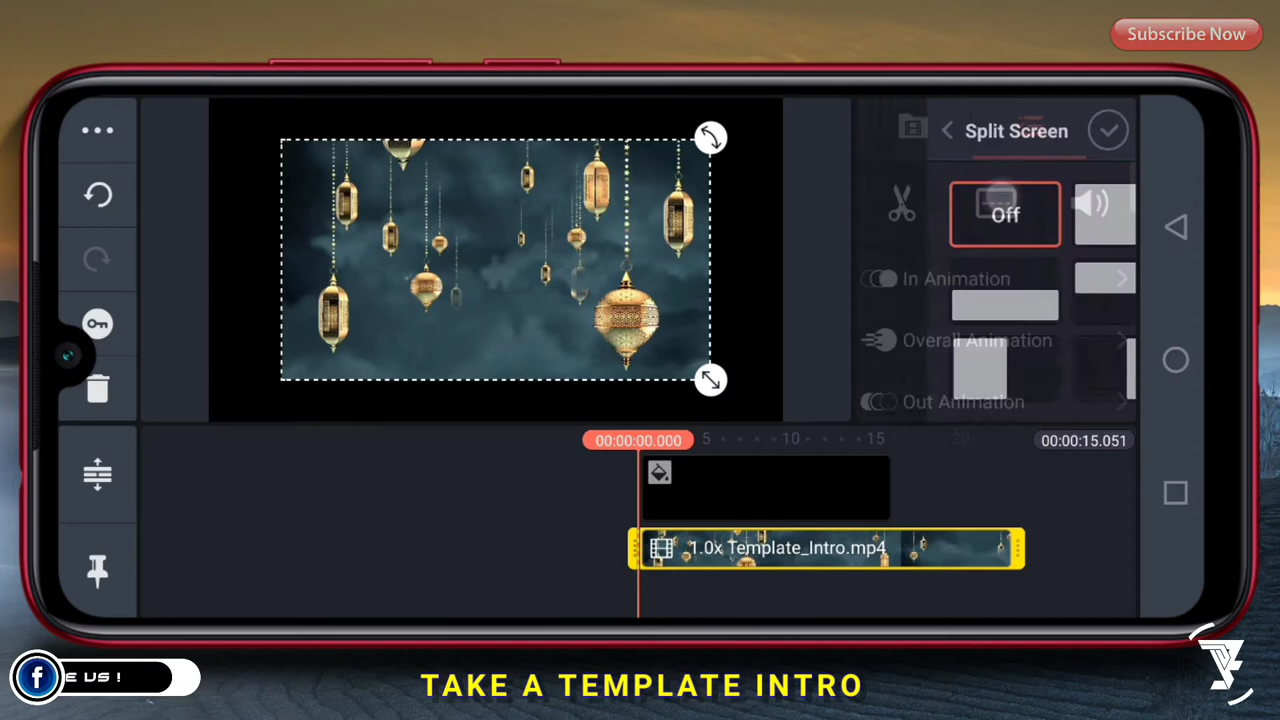 Subscribe Now
Split Screen
Off
In Animation
Overall Animation
Out Animation
00:00:00.000
5
10
15
20
00:00:15.051
1.0x Template_Intro.mp4
E US !
TAKE A TEMPLATE INTRO